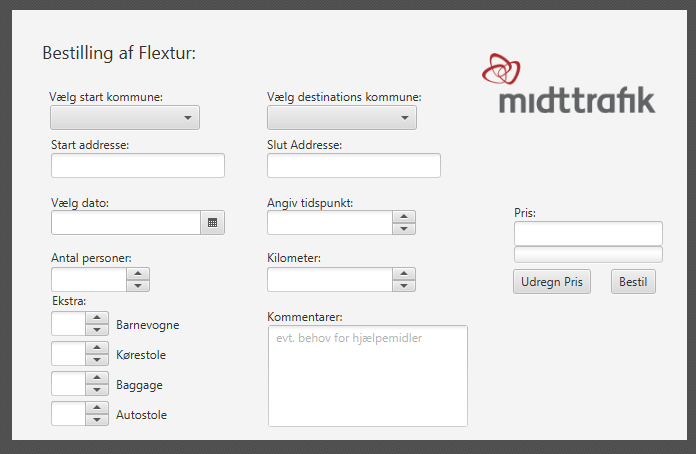 Bestilling af Flextur:
midttrafik
Vælg start kommune:
Vælg destinations kommune:
Start addresse:
Slut Addresse:
Vælg dato:
Angiv tidspunkt:
Pris:
Antal personer:
Kilometer:
Udregn Pris
Bestil
Ekstra:
Kommentarer:
Barnevogne
evt. behov for hjælpemidler
Kørestole
Baggage
Autostole